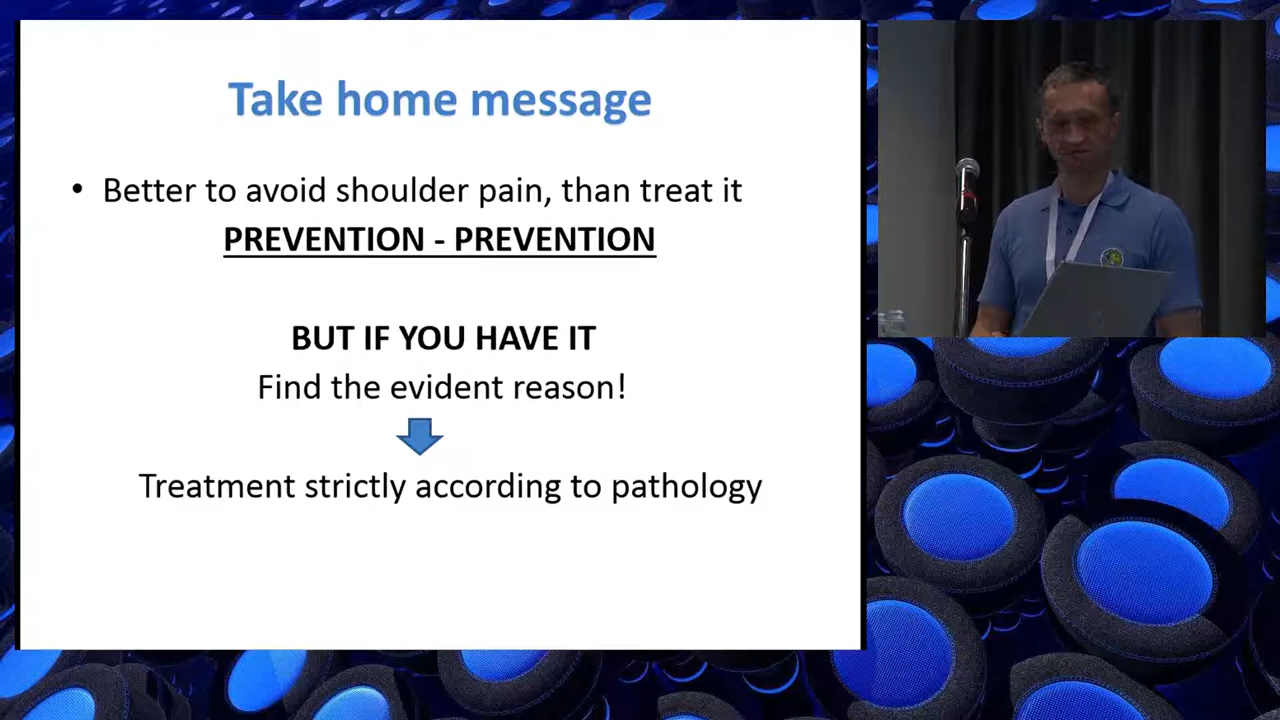 Take home message
• Better to avoid shoulder pain, than treat it
PREVENTION - PREVENTION
BUT IF YOU HAVE IT
Find the evident reason!
Treatment strictly according to pathology